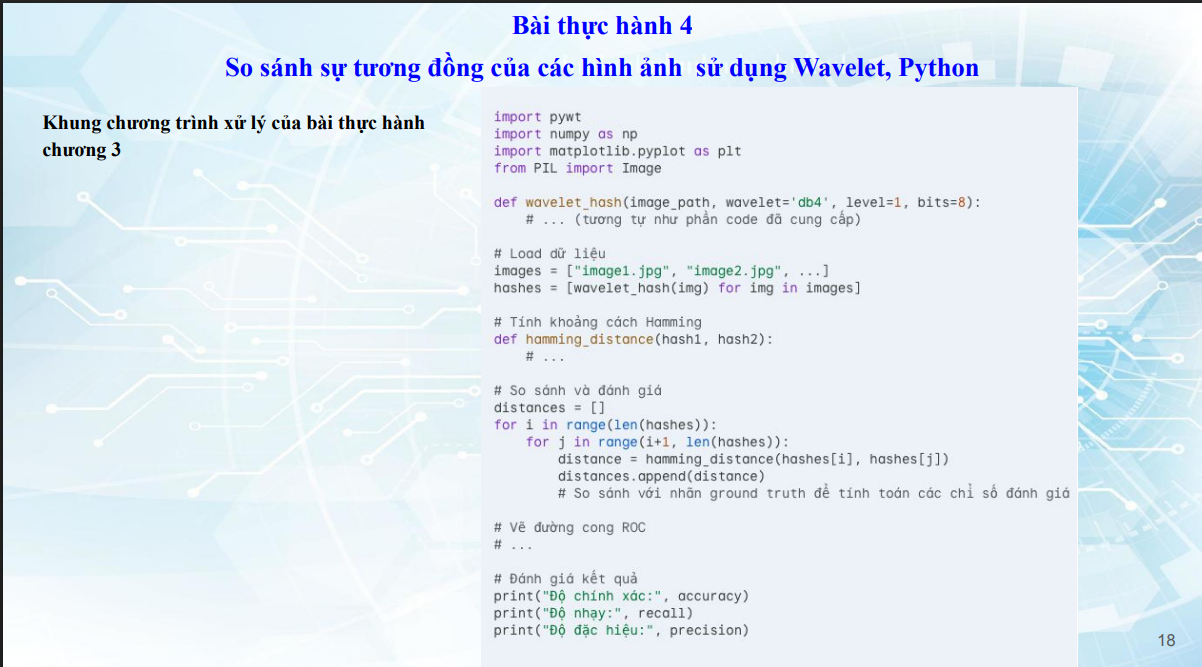 Bài thực hành 4
So sánh sự tương đồng của các hình ảnh sử dụng Wavelet, Python
Khung chương trình xử lý của bài thực hành
chương 3
import pywt
import numpy as np
import matplotlib.pyplot as plt
from PIL import Image
def wavelet_hash(image_path, wavelet='db4', level=1, bits=8):
# ... (tương tự như phần code đã cung cấp)
# Load dữ liệu
images = ["image1.jpg", "image2.jpg", ...]
hashes = [wavelet_hash(img) for img in images]
# Tính khoảng cách Hamming
def hamming_distance(hash1, hash2):
# ...
# So sánh và đánh giá
distances = []
for i in range(len(hashes)):
for j in range(i+1, len(hashes)):
distance = hamming_distance(hashes[i], hashes[j])
distances.append(distance)
# So sánh với nhãn ground truth để tính toán các chỉ số đánh giá
# Vẽ đường cong ROC
# ...
# Đánh giá kết quả
print("Độ chính xác:", accuracy)
print("Độ nhạy:", recall)
print("Độ đặc hiệu:", precision)
18